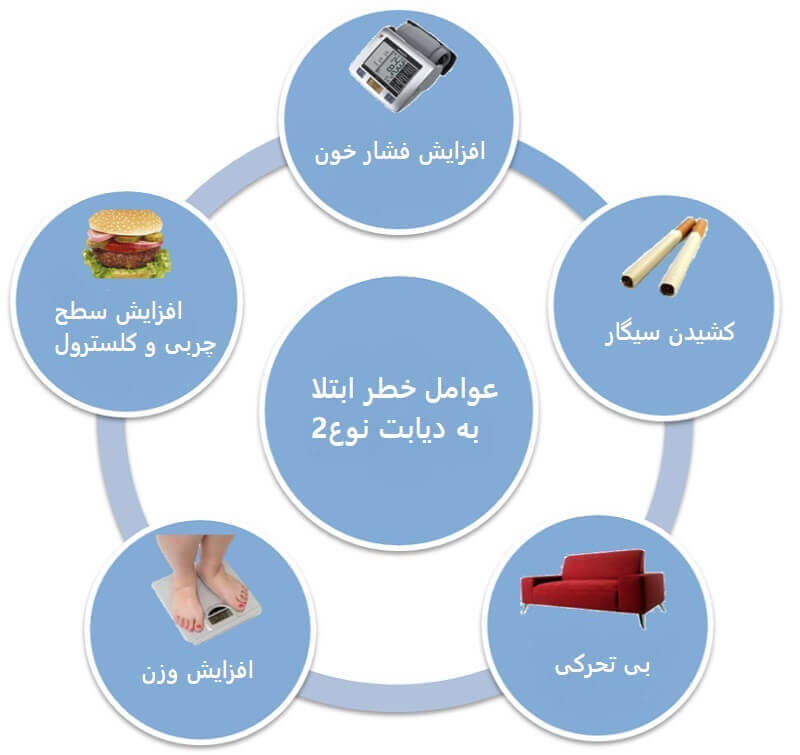 افزایش فشار خون
کشیدن سیگار
افزایش سطح
چربی و کلسترول
عوامل خطر ابتلا
به دیابت نوع2
بی تحرکی
افزایش وزن